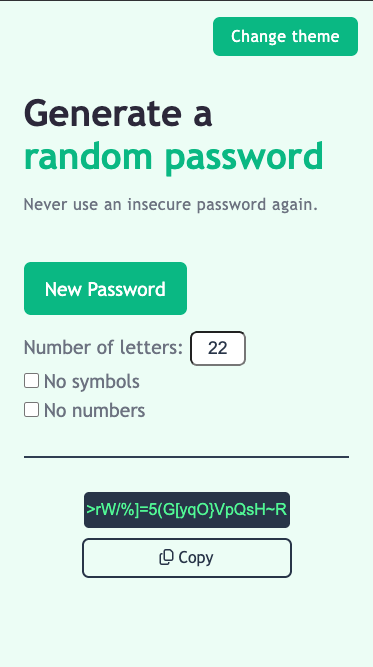 Change theme
Generate a
random password
Never use an insecure password again.
New Password
Number of letters: 22
No symbols
No numbers
>rW/%]=5(G[yqO}VpQsH~R
Copy